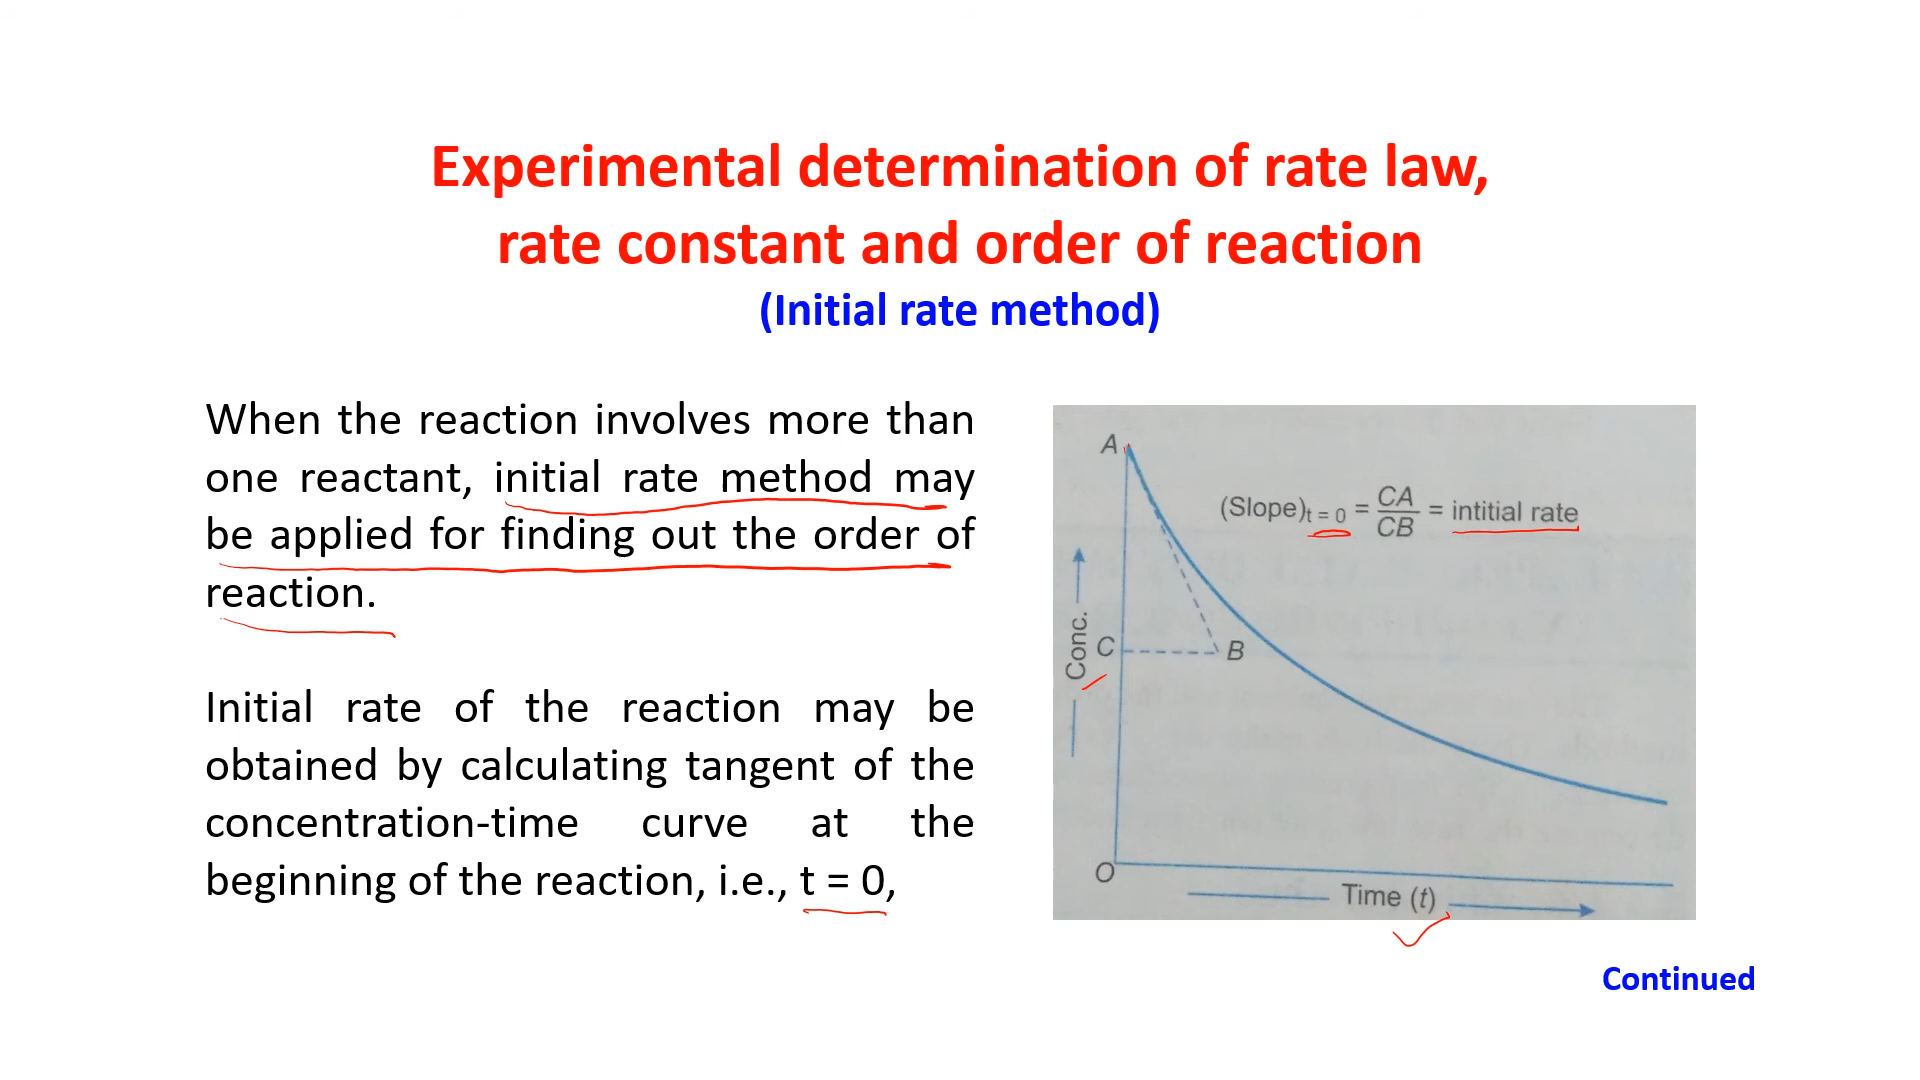 Experimental determination of rate law,
rate constant and order of reaction
(Initial rate method)
When the reaction involves more than
one reactant, initial rate method may
be applied for finding out the order of
reaction.
Initial rate of the reaction may be
obtained by calculating tangent of the
concentration-time curve at the
beginning of the reaction, i.e., t = 0,
A
(Slope)t = 0 = CA/CB = intitial rate
Conc.
C
B
O
Time (t)
Continued